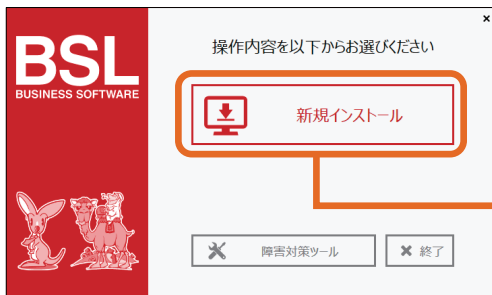 BSL
BUSINESS SOFTWARE
×
操作内容を以下からお選びください
新規インストール
障害対策ツール
× 終了